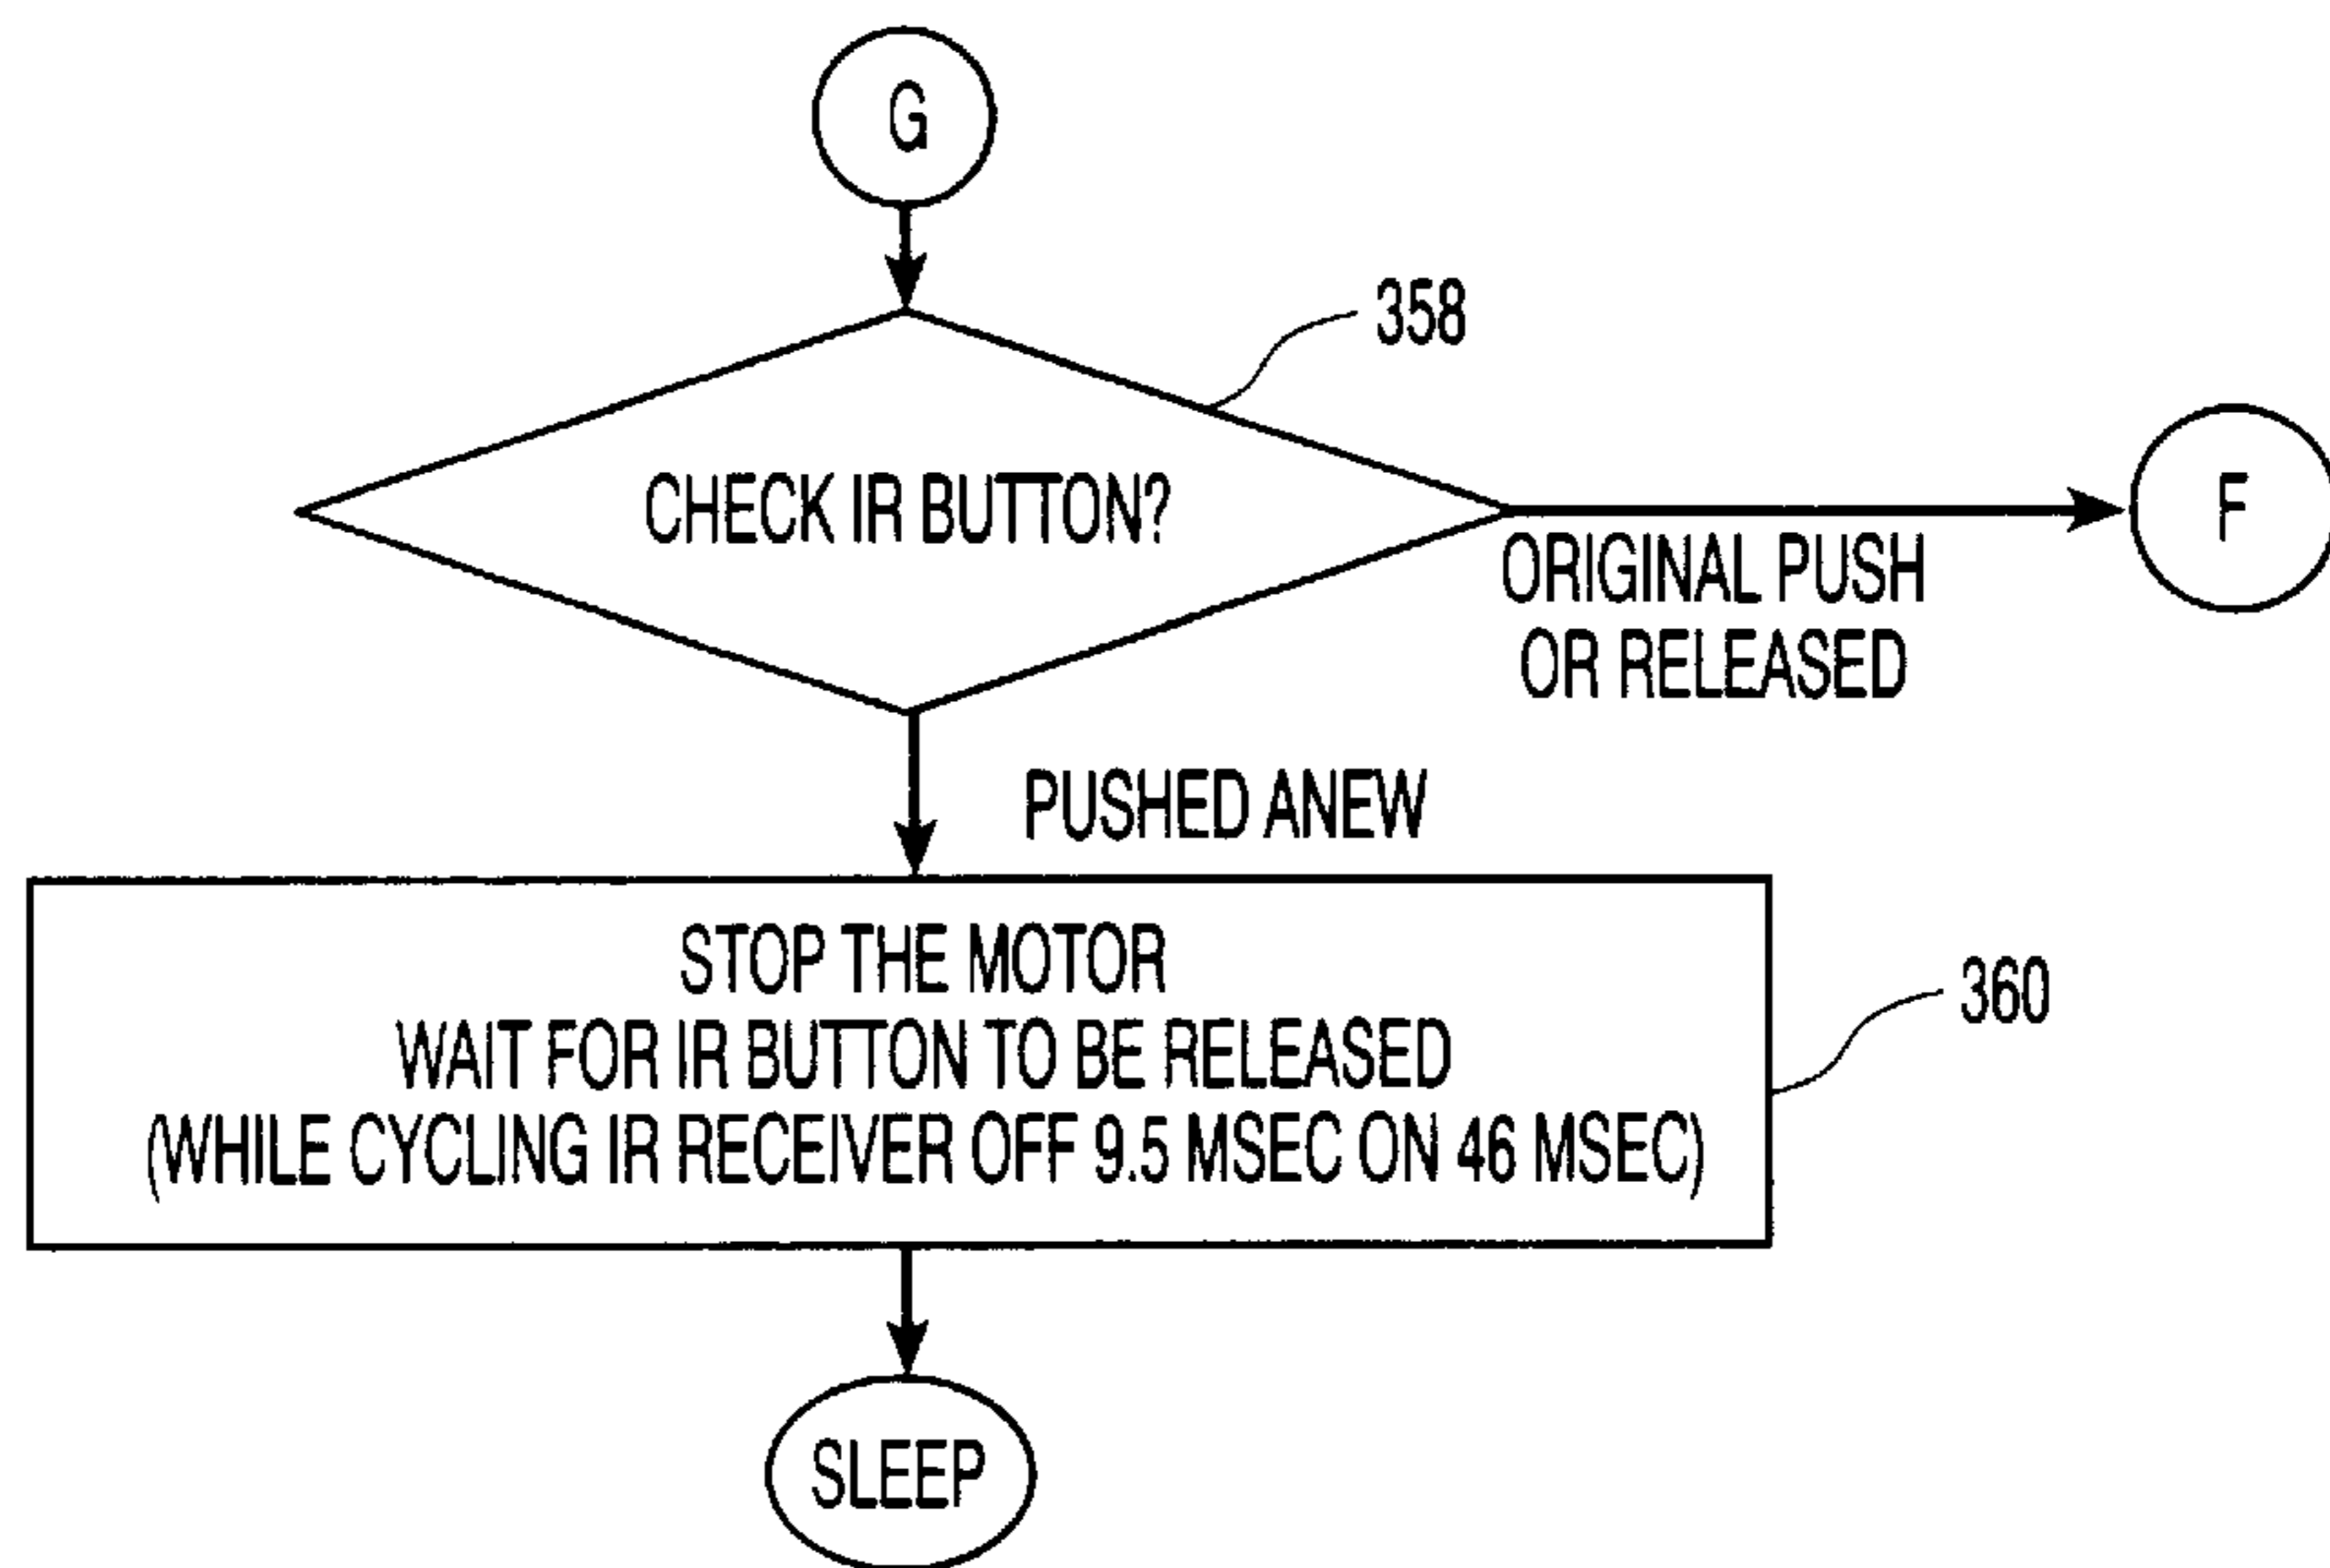 G
358
CHECK IR BUTTON?
F
ORIGINAL PUSH
OR RELEASED
PUSHED ANEW
STOP THE MOTOR
WAIT FOR IR BUTTON TO BE RELEASED
(WHILE CYCLING IR RECEIVER OFF 9.5 MSEC ON 46 MSEC)
360
SLEEP